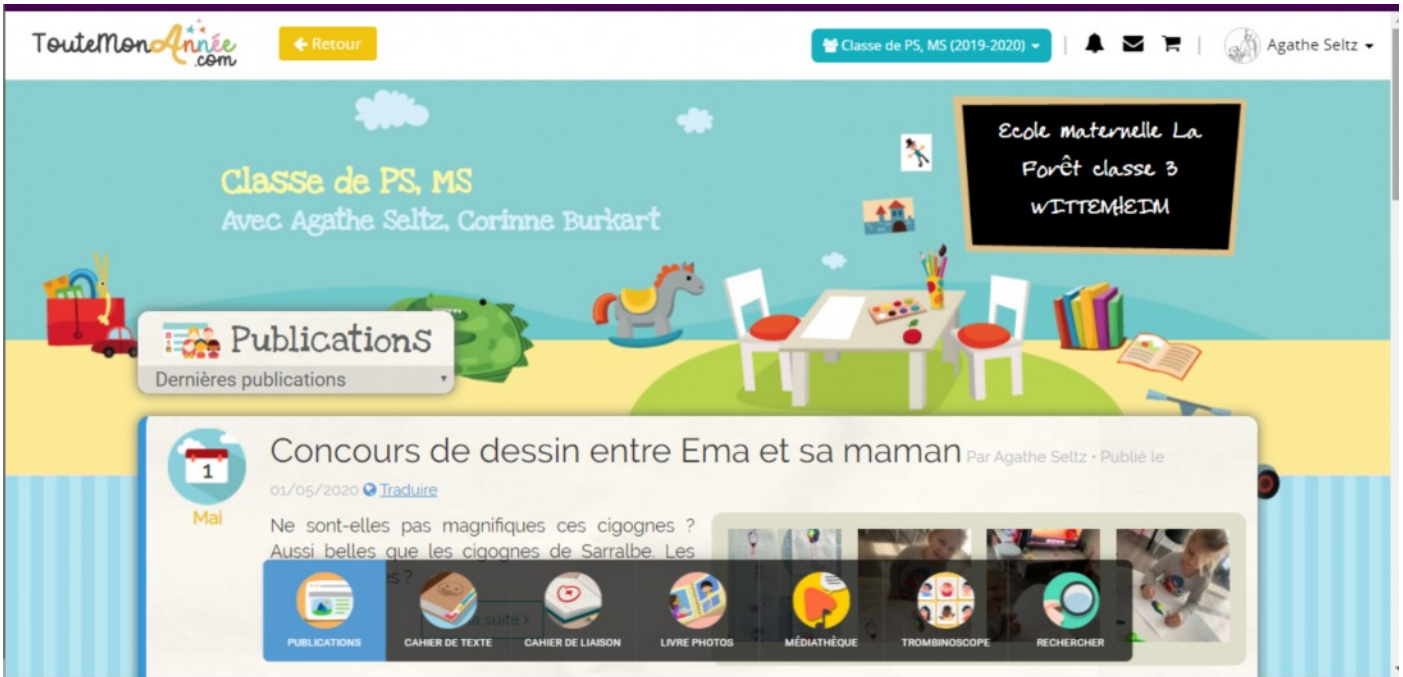 TouteMonAnnée.com
Retour
Classe de PS, MS (2019-2020)
Agathe Seltz
Ecole maternelle La
Forêt classe 3
WITTENHEIM
Classe de PS, MS
Avec Agathe Seltz, Corinne Burkart
Publications
Dernières publications
1
Mai
Concours de dessin entre Ema et sa maman Par Agathe Seltz • Publié le
01/05/2020 Traduire
Ne sont-elles pas magnifiques ces cigognes ?
Aussi belles que les cigognes de Sarralbe. Les
?
suite >
PUBLICATIONS
CAHIER DE TEXTE
CAHIER DE LIAISON
LIVRE PHOTOS
MÉDIATHÈQUE
TROMBINOSCOPE
RECHERCHER